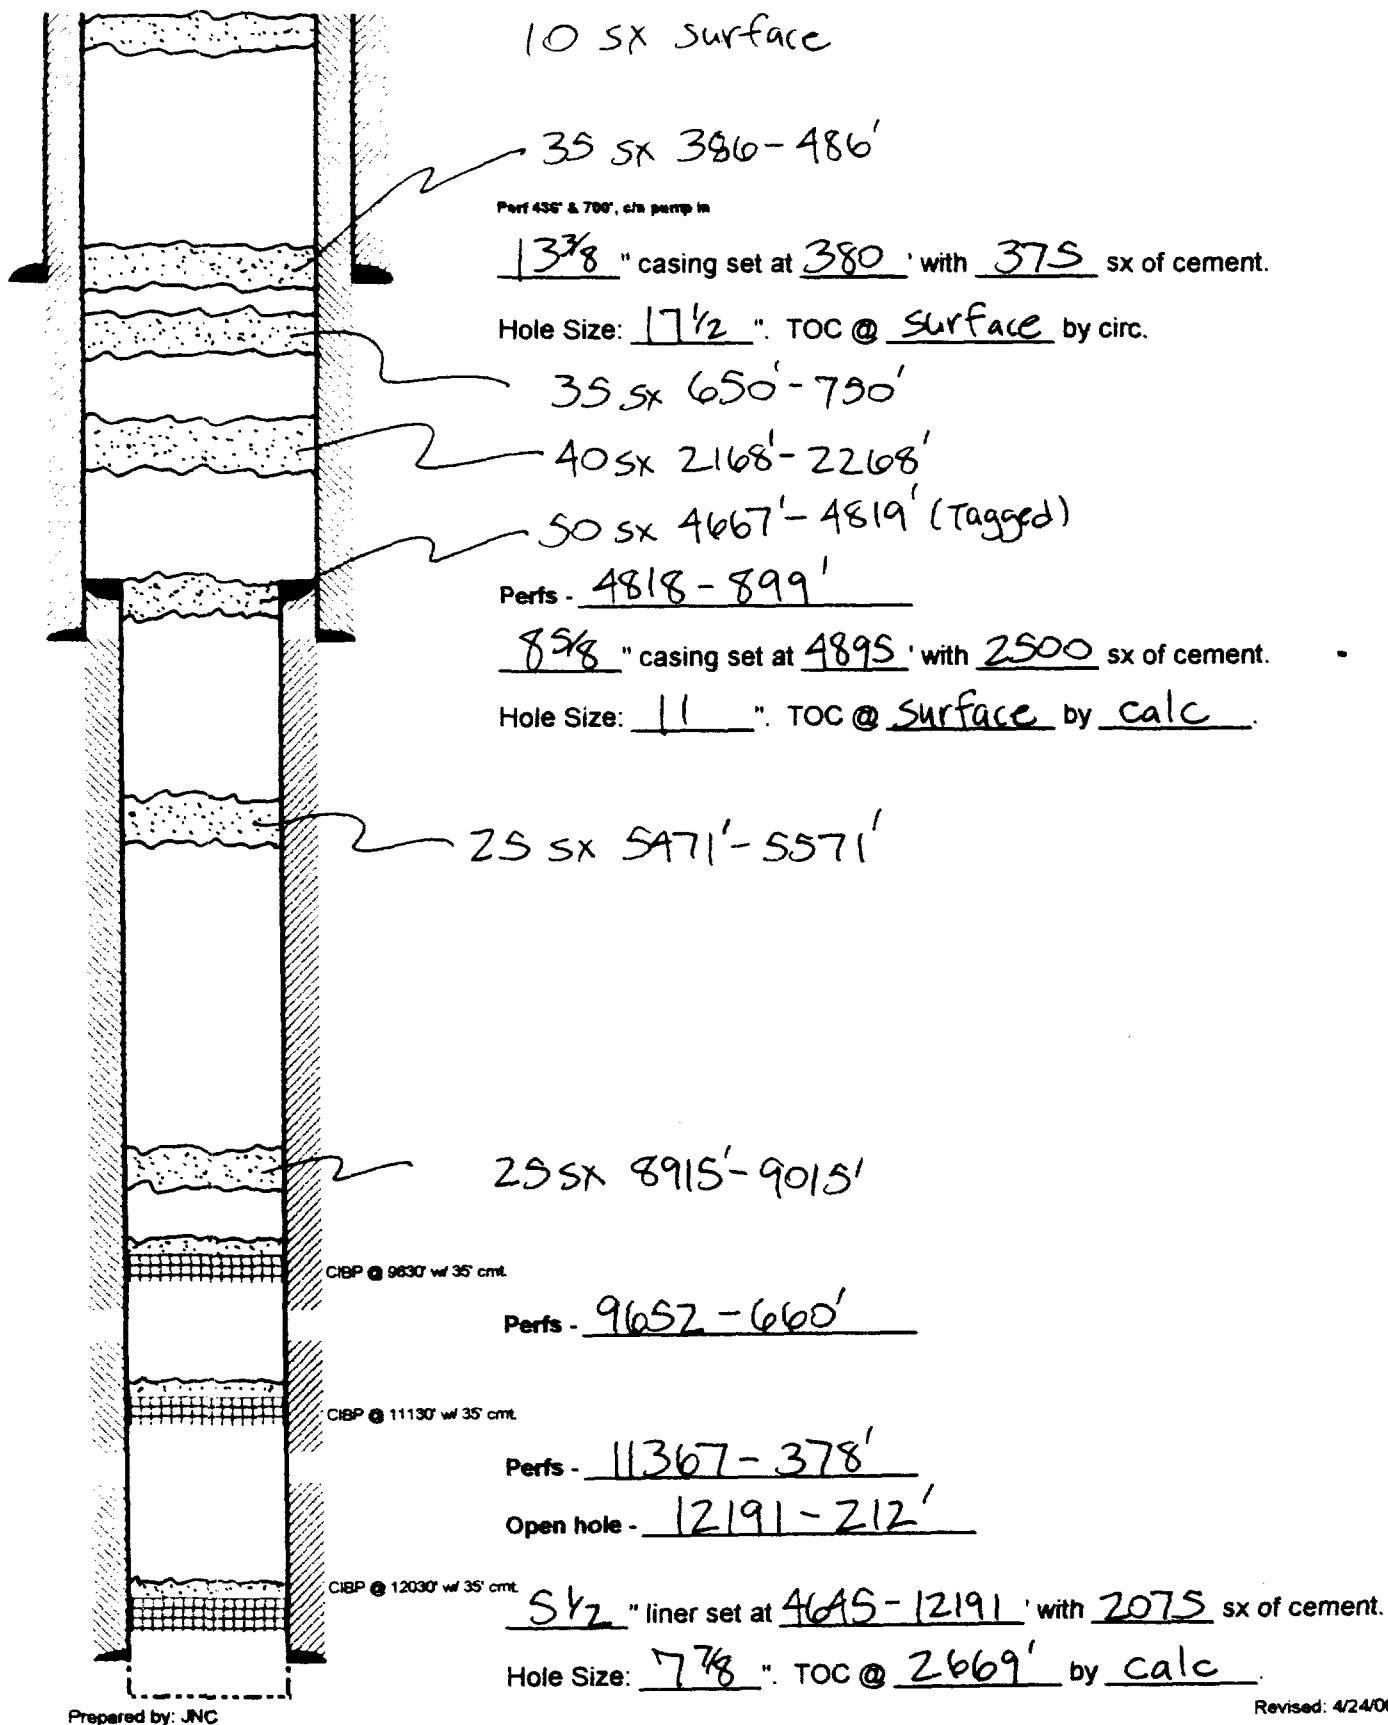 10 sx surface
35 sx 386-486'
Perf 436' & 700', c/n pump in
13 3/8 " casing set at 380 ' with 375 sx of cement.
Hole Size: 17 1/2 ". TOC @ surface by circ.
35 sx 650'-750'
40 sx 2168'-2268'
50 sx 4667'-4819' (Tagged)
Perfs - 4818-899'
8 5/8 " casing set at 4895 ' with 2500 sx of cement.
Hole Size: 11 ". TOC @ surface by calc .
25 sx 5471'-5571'
25 sx 8915'-9015'
CIBP @ 9630' w/ 35' cmt.
Perfs - 9652-660'
CIBP @ 11130' w/ 35' cmt.
Perfs - 11367-378'
Open hole - 12191-212'
CIBP @ 12030' w/ 35' cmt.
5 1/2 " liner set at 4645-12191 ' with 2075 sx of cement.
Hole Size: 7 7/8 ". TOC @ 2669' by calc .
Prepared by: JNC